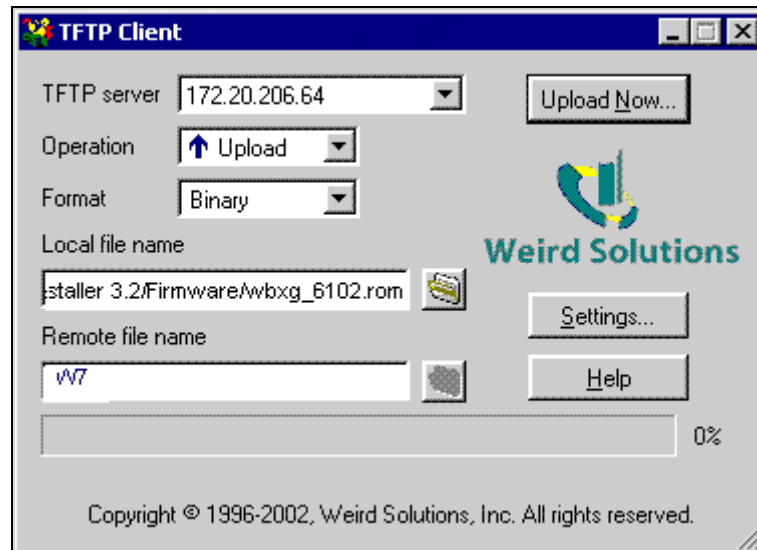 TFTP Client
TFTP server 172.20.206.64
Upload Now...
Operation Upload
Format Binary
Weird Solutions
Local file name
staller 3.2/Firmware/wbxg_6102.rom
Settings...
Remote file name
W7
Help
0%
Copyright © 1996-2002, Weird Solutions, Inc. All rights reserved.